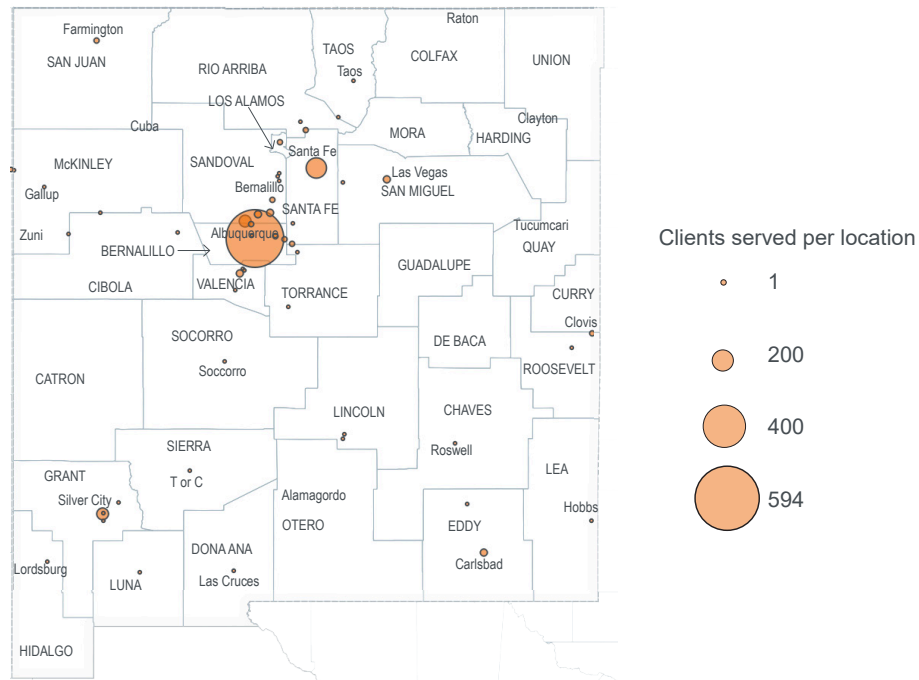 Raton
Farmington
TAOS
COLFAX
UNION
SAN JUAN
RIO ARRIBA
Taos
LOS ALAMOS
Clayton
Cuba
MORA
HARDING
Santa Fe
McKINLEY
SANDOVAL
Las Vegas
Bernalillo
SAN MIGUEL
Gallup
SANTA FE
Tucumcari
Zuni
Albuquerque
QUAY
Clients served per location
BERNALILLO
GUADALUPE
1
CIBOLA
VALENCIA
TORRANCE
CURRY
Clovis
SOCORRO
DE BACA
200
Soccorro
ROOSEVELT
CATRON
LINCOLN
CHAVES
400
SIERRA
Roswell
GRANT
T or C
LEA
Silver City
Alamagordo
594
Hobbs
OTERO
EDDY
DONA ANA
Carlsbad
Lordsburg
LUNA
Las Cruces
HIDALGO